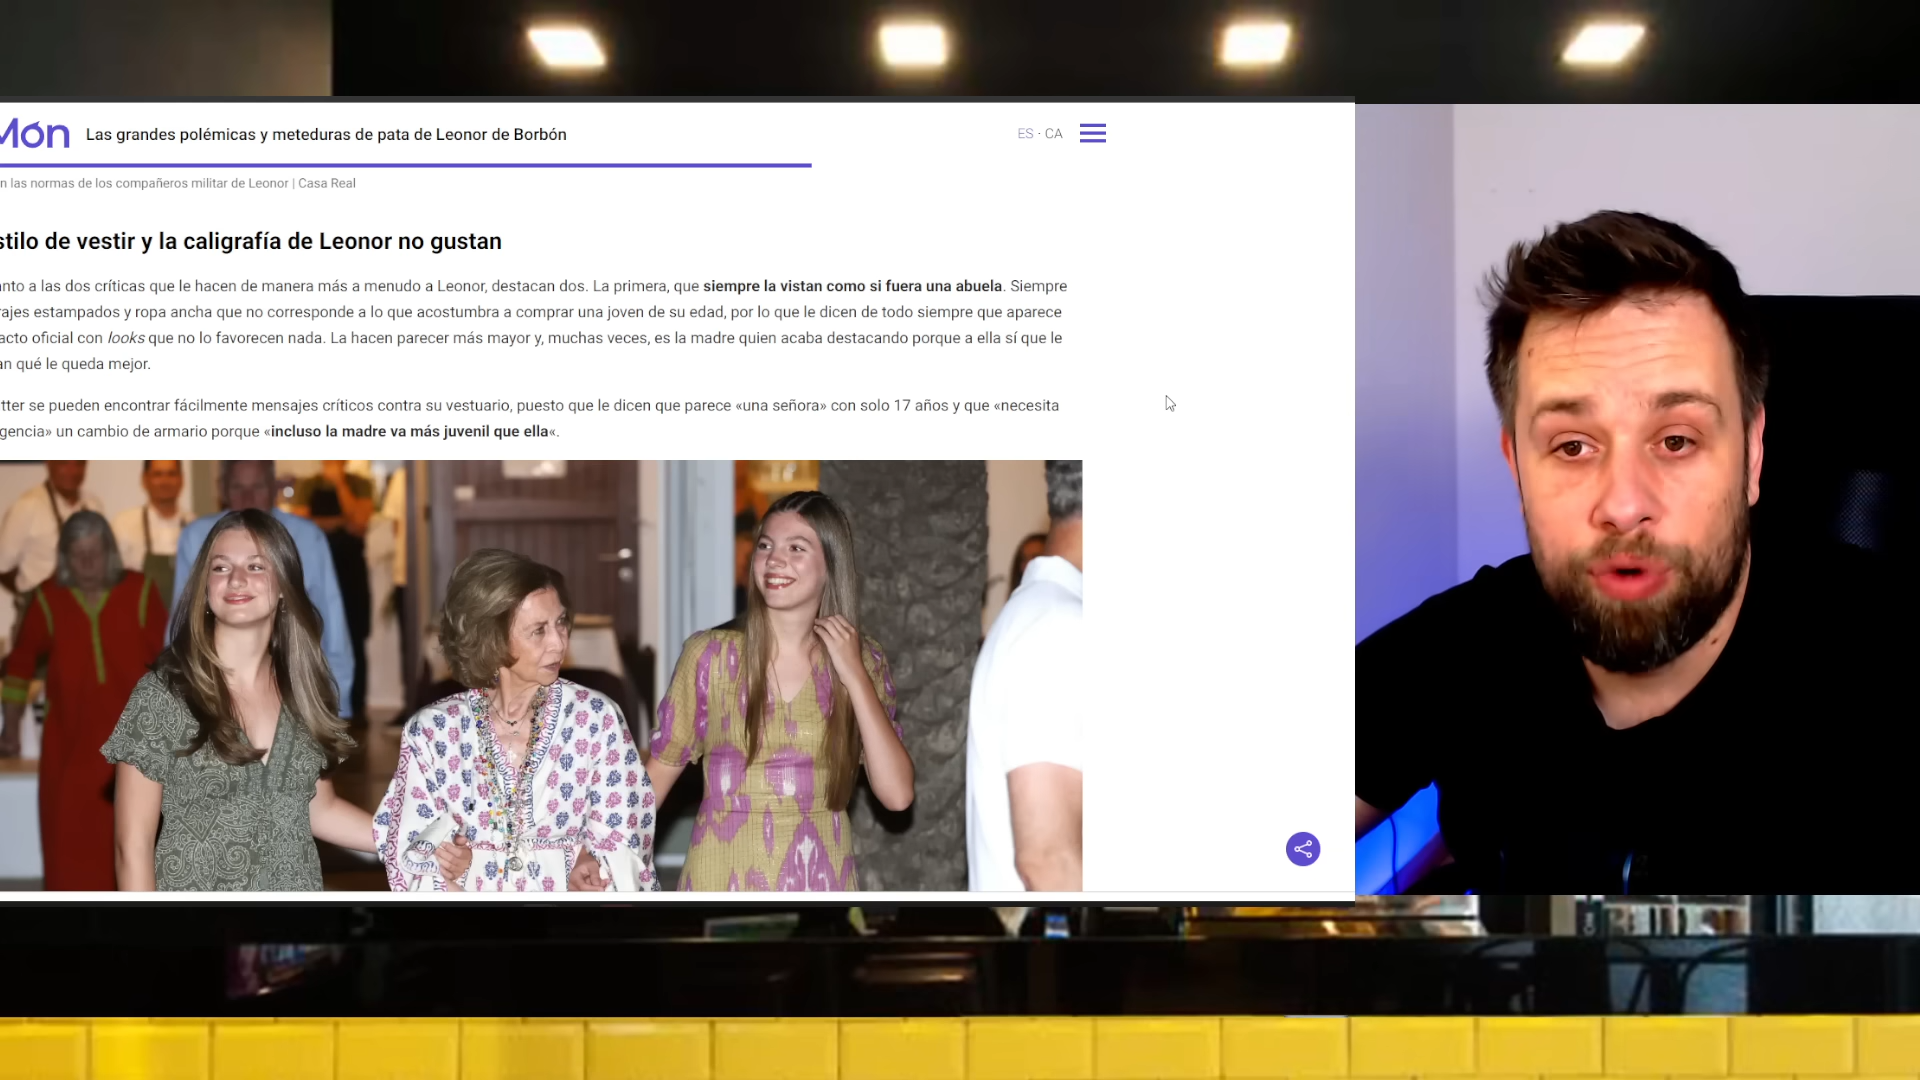 Món Las grandes polémicas y meteduras de pata de Leonor de Borbón ES · CA
n las normas de los compañeros militar de Leonor | Casa Real
stilo de vestir y la caligrafía de Leonor no gustan
nto a las dos críticas que le hacen de manera más a menudo a Leonor, destacan dos. La primera, que siempre la vistan como si fuera una abuela. Siempre
rajes estampados y ropa ancha que no corresponde a lo que acostumbra a comprar una joven de su edad, por lo que le dicen de todo siempre que aparece
acto oficial con looks que no lo favorecen nada. La hacen parecer más mayor y, muchas veces, es la madre quien acaba destacando porque a ella sí que le
an qué le queda mejor.
tter se pueden encontrar fácilmente mensajes críticos contra su vestuario, puesto que le dicen que parece «una señora» con solo 17 años y que «necesita
gencia» un cambio de armario porque «incluso la madre va más juvenil que ella«.